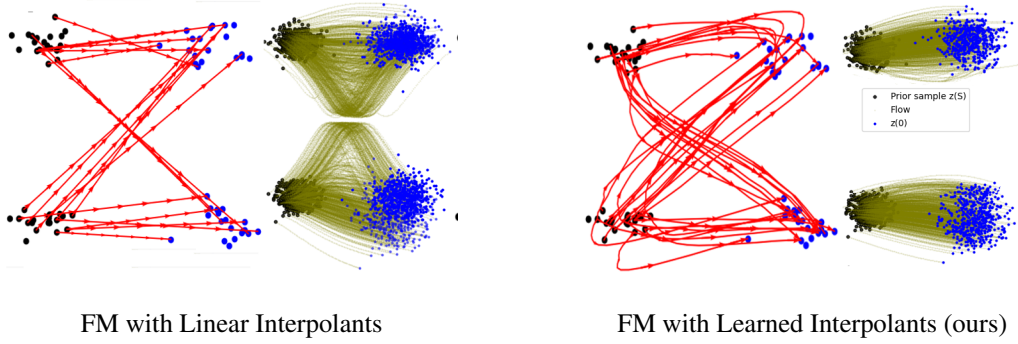 Prior sample z(S)
Flow
z(0)
FM with Linear Interpolants
FM with Learned Interpolants (ours)